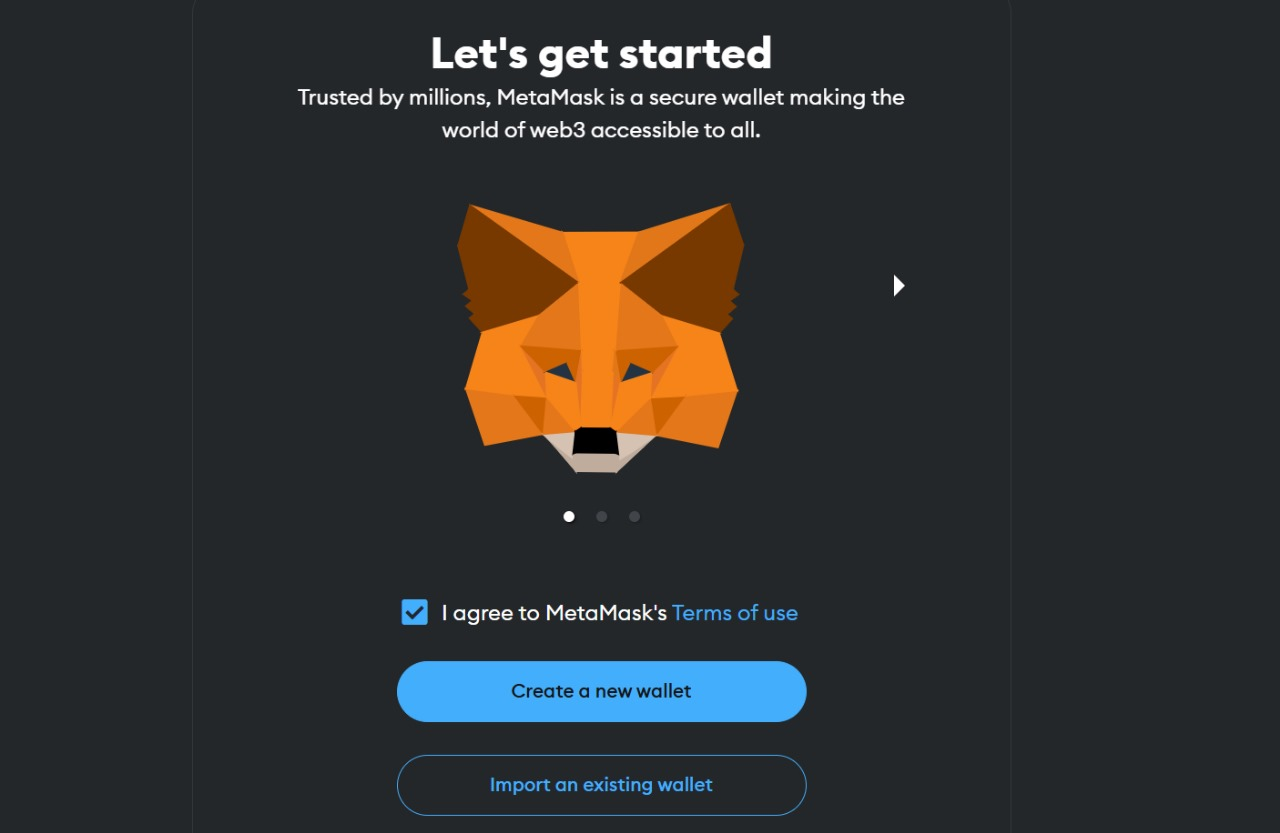 Let's get started
Trusted by millions, MetaMask is a secure wallet making the
world of web3 accessible to all.
I agree to MetaMask's Terms of use
Create a new wallet
Import an existing wallet